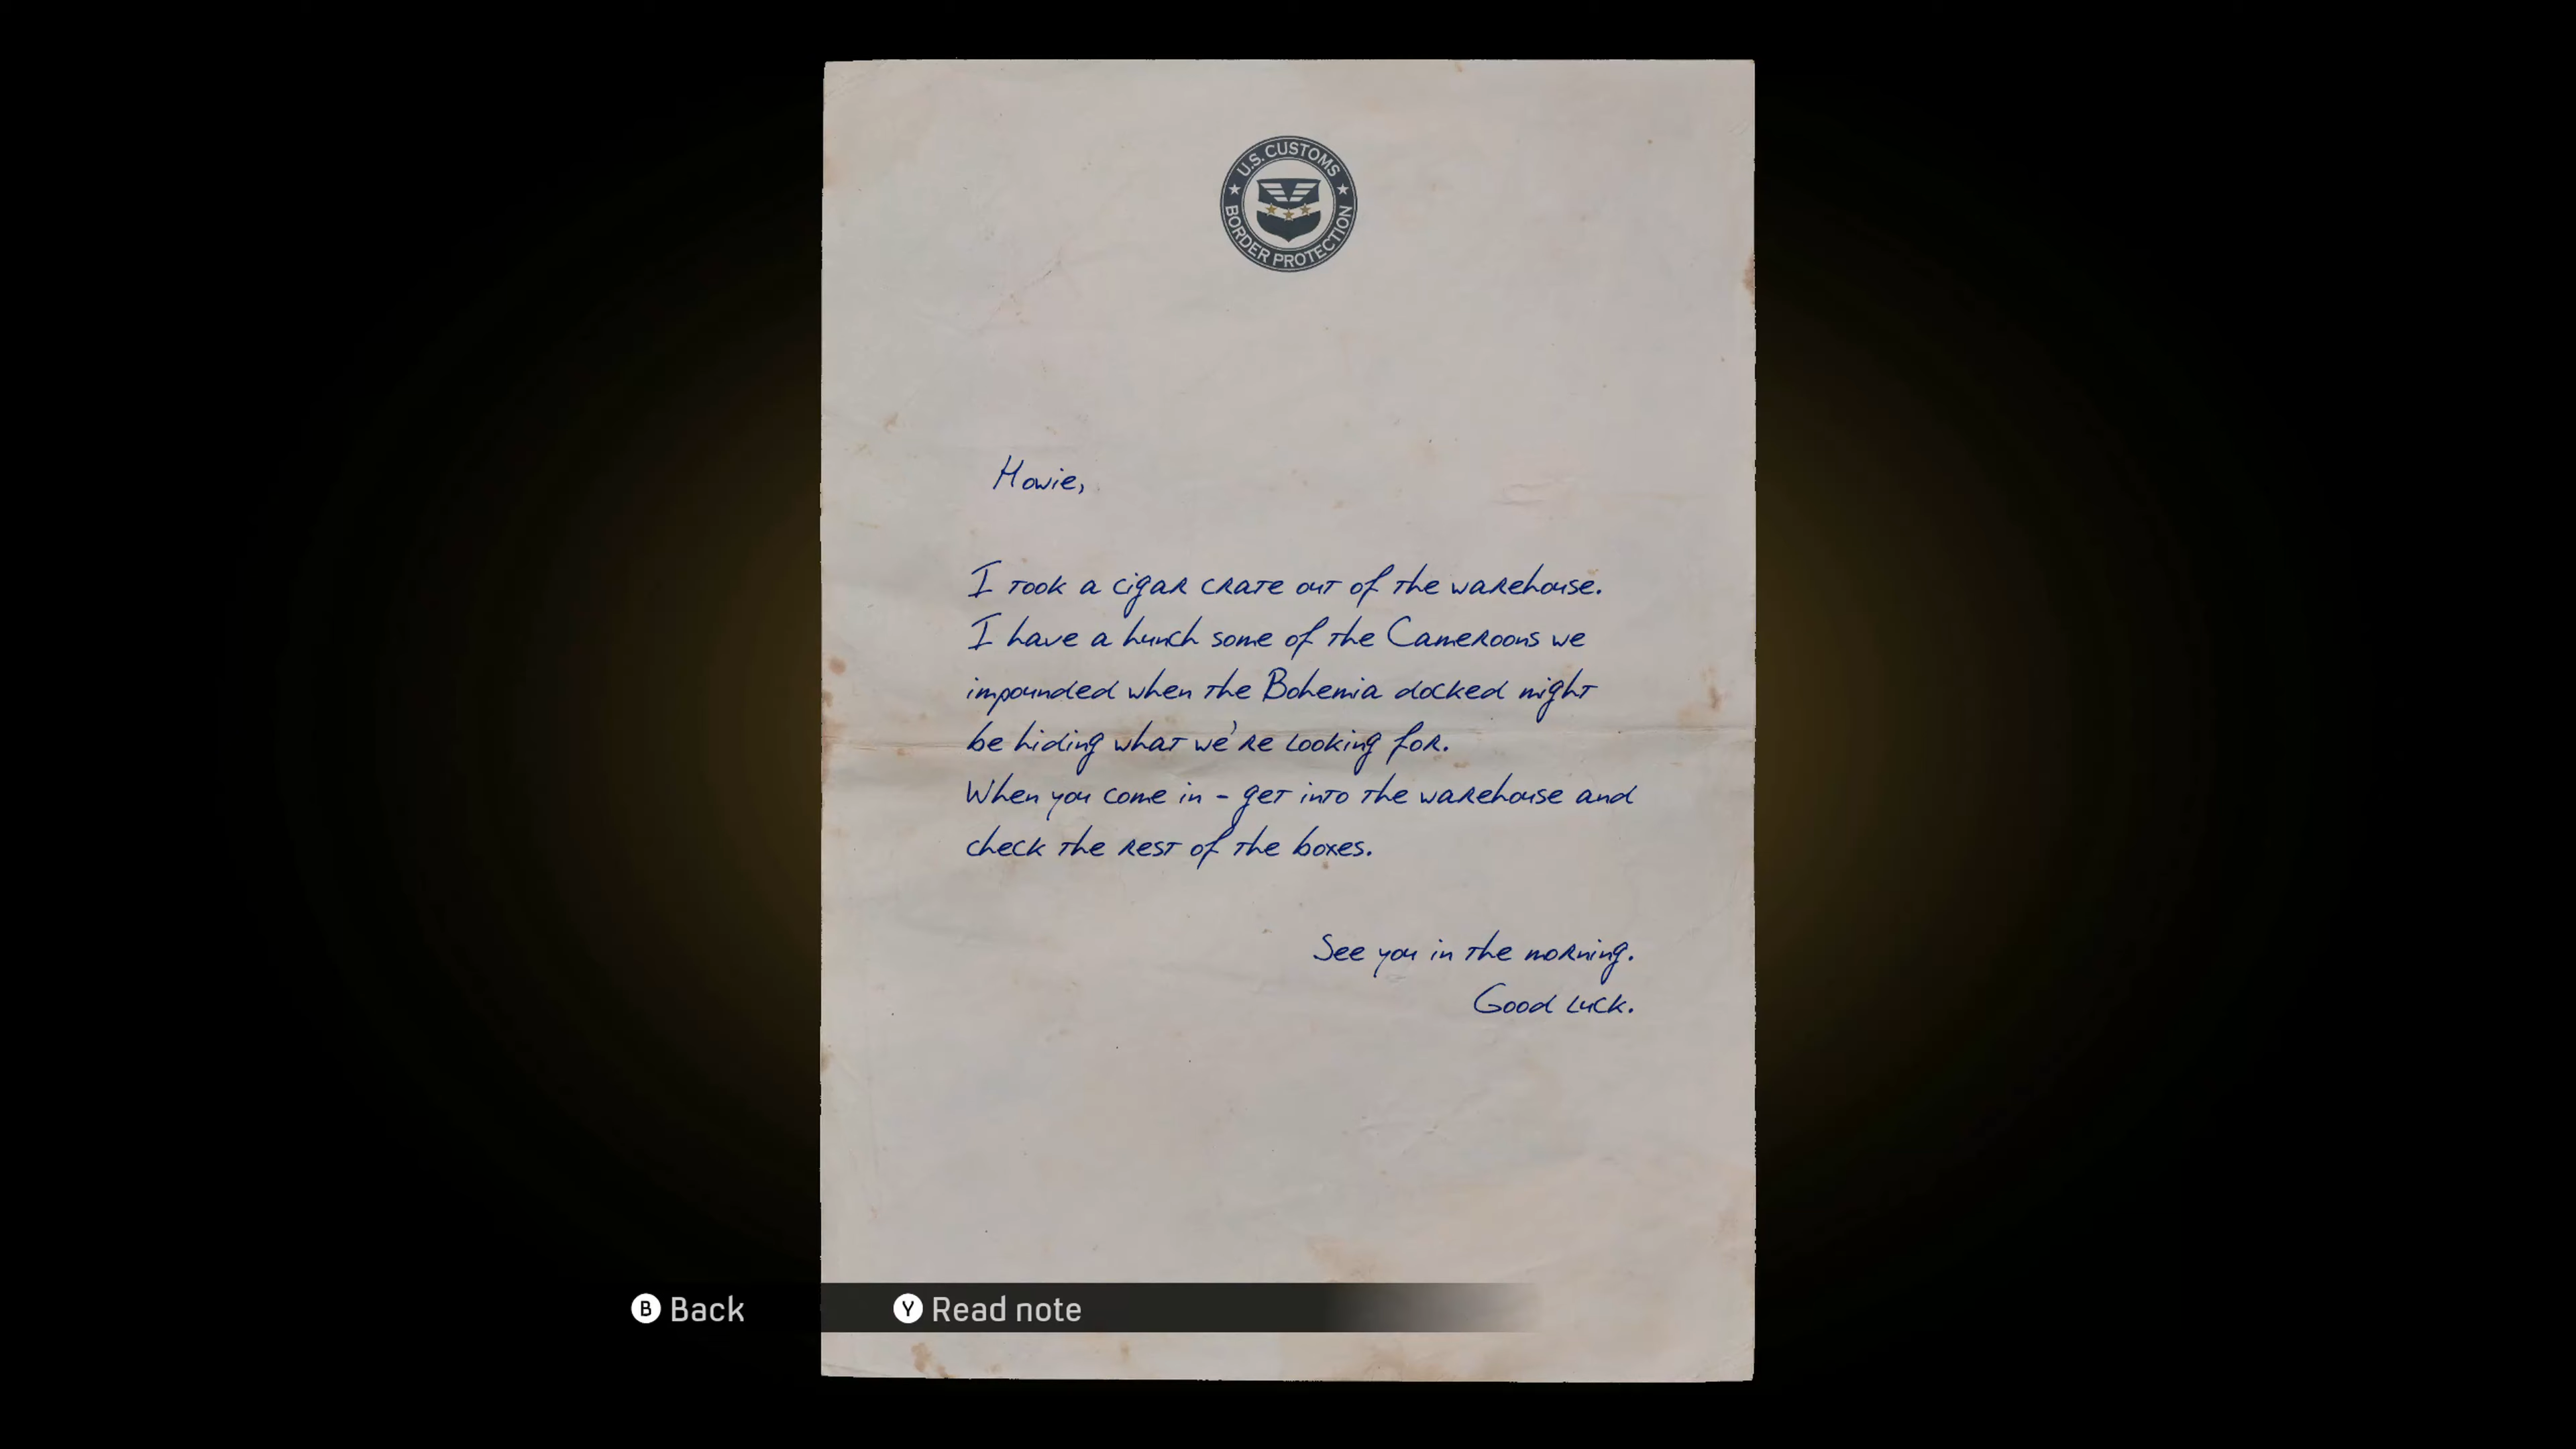 U.S. CUSTOMS
BORDER PROTECTION
Howie,
I took a cigar crate out of the warehouse.
I have a hunch some of the Cameroons we
impounded when the Bohemia docked might
be hiding what we're looking for.
When you come in - get into the warehouse and
check the rest of the boxes.
See you in the morning.
Good luck.
B Back
Y Read note